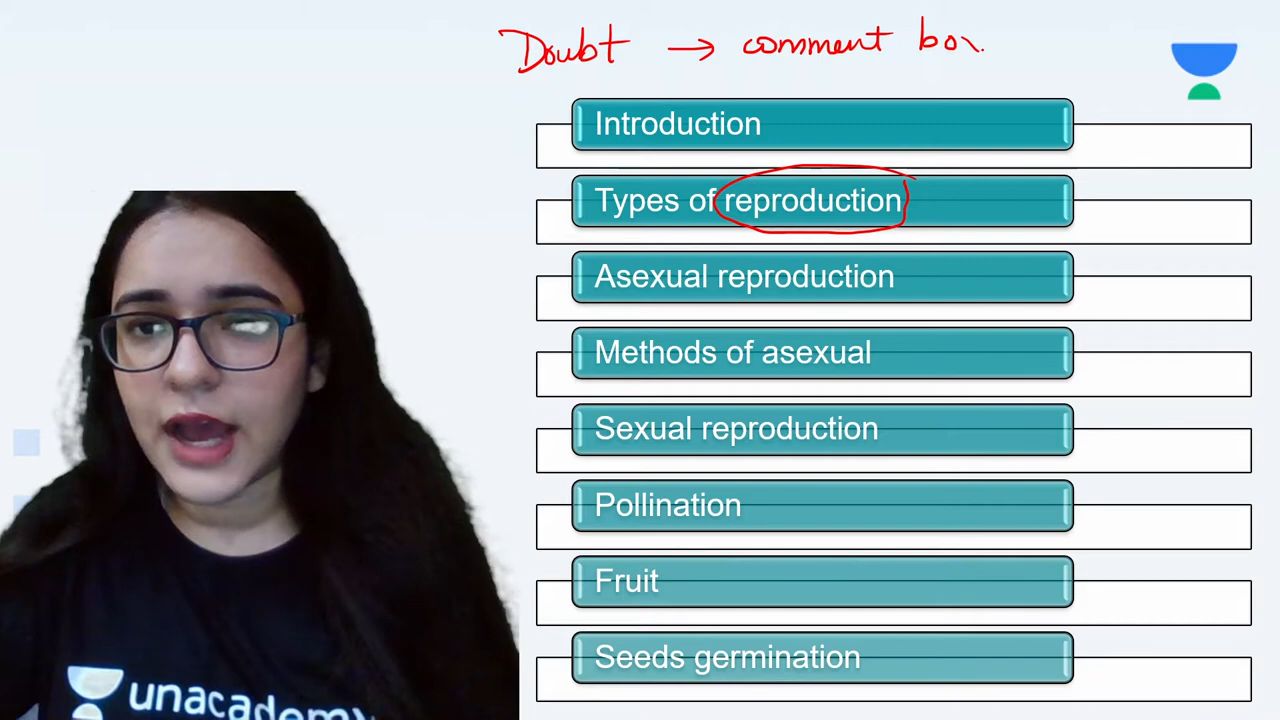 Doubt → comment box.
Introduction
Types of reproduction
Asexual reproduction
Methods of asexual
Sexual reproduction
Pollination
Fruit
Seeds germination
unacademy